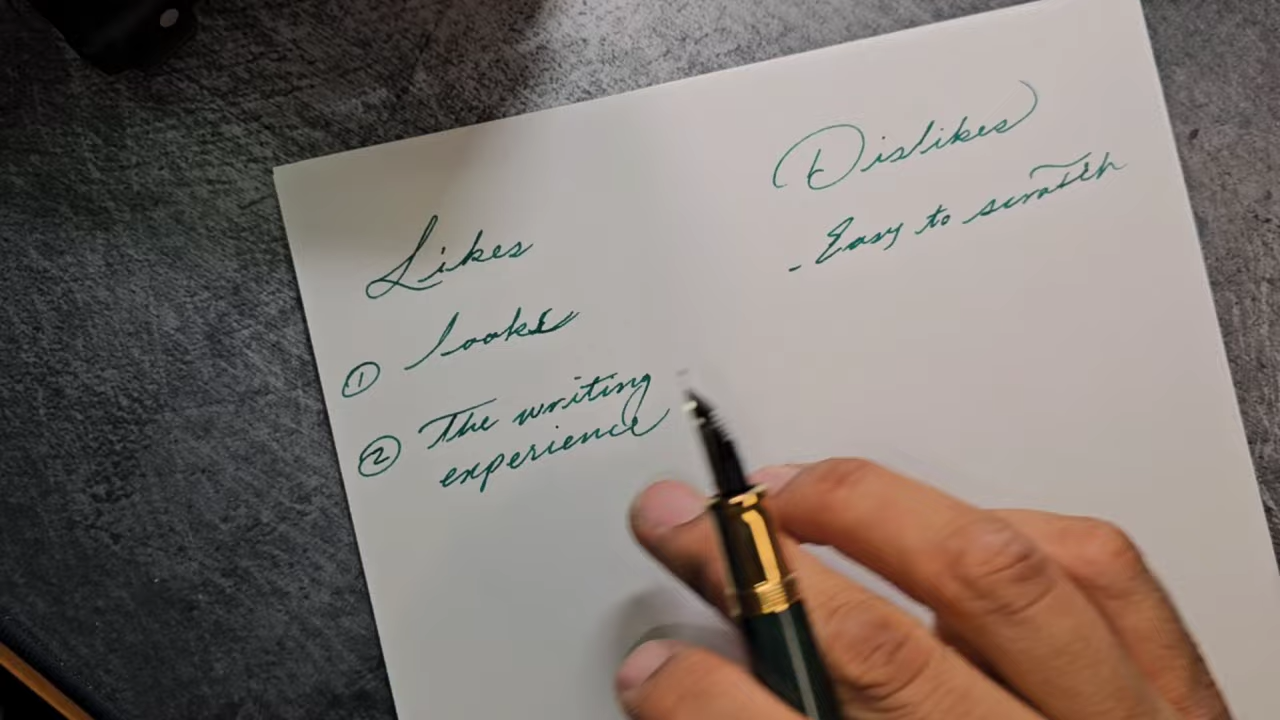 Likes
① looks
② The writing
experience
Dislikes
- Easy to scratch